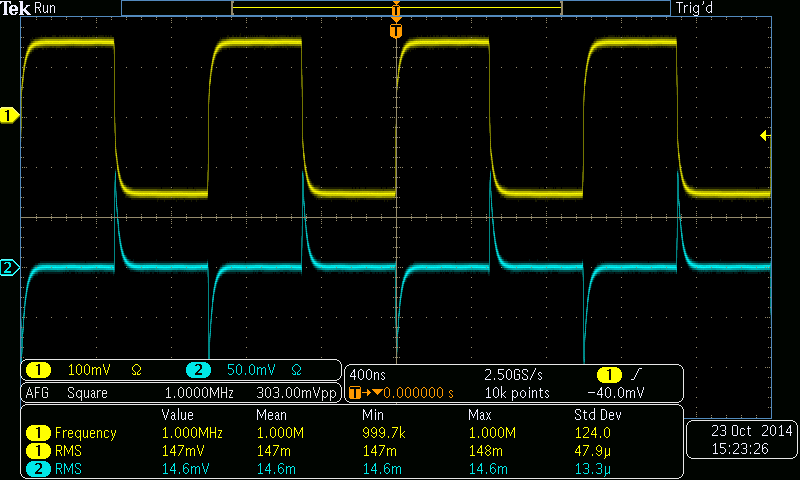 Tek Run Trig'd
T
T
1
2
1 100mV Ω 2 50.0mV Ω
400ns 2.50GS/s 1
T→▼0.000000 s 10k points −40.0mV
AFG Square 1.0000MHz 303.00mVpp
Value Mean Min Max Std Dev
1 Frequency 1.000MHz 1.000M 999.7k 1.000M 124.0
1 RMS 147mV 147m 147m 148m 47.9µ
2 RMS 14.6mV 14.6m 14.6m 14.6m 13.3µ
23 Oct 2014
15:23:26